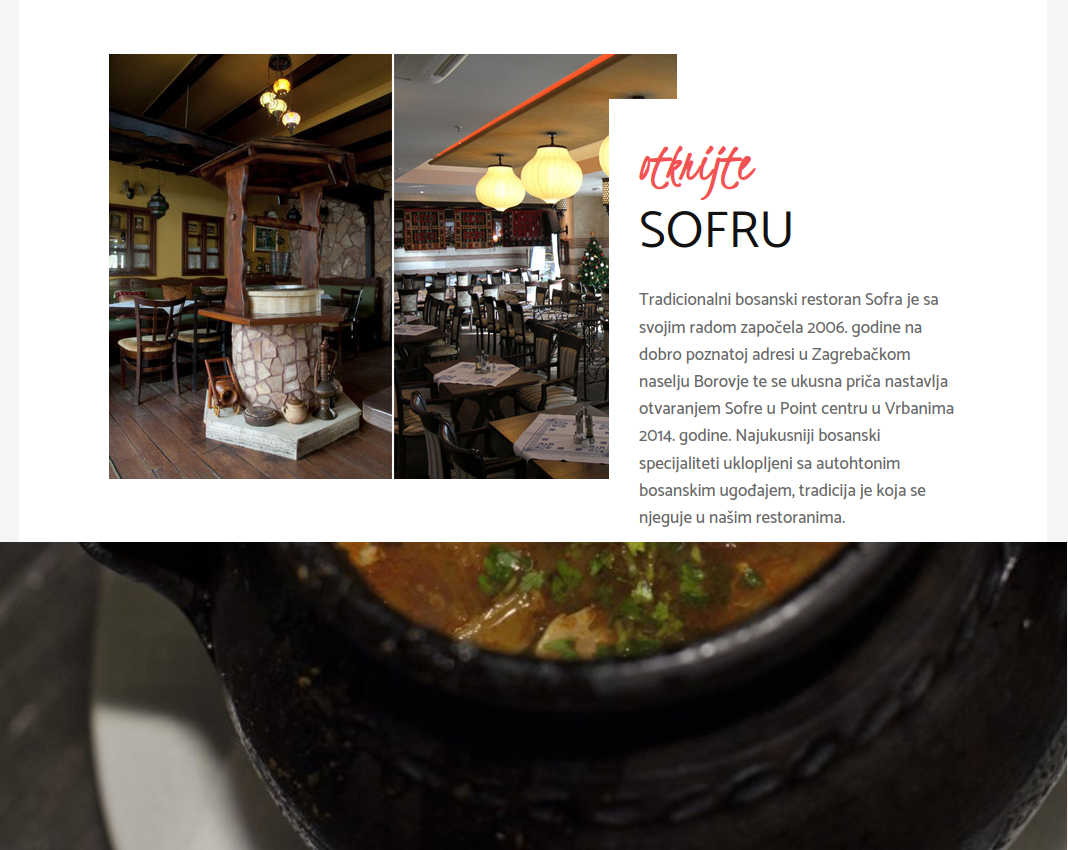 otkrijte
SOFRU
Tradicionalni bosanski restoran Sofra je sa
svojim radom započela 2006. godine na
dobro poznatoj adresi u Zagrebačkom
naselju Borovje te se ukusna priča nastavlja
otvaranjem Sofre u Point centru u Vrbanima
2014. godine. Najukusniji bosanski
specijaliteti uklopljeni sa autohtonim
bosanskim ugođajem, tradicija je koja se
njeguje u našim restoranima.